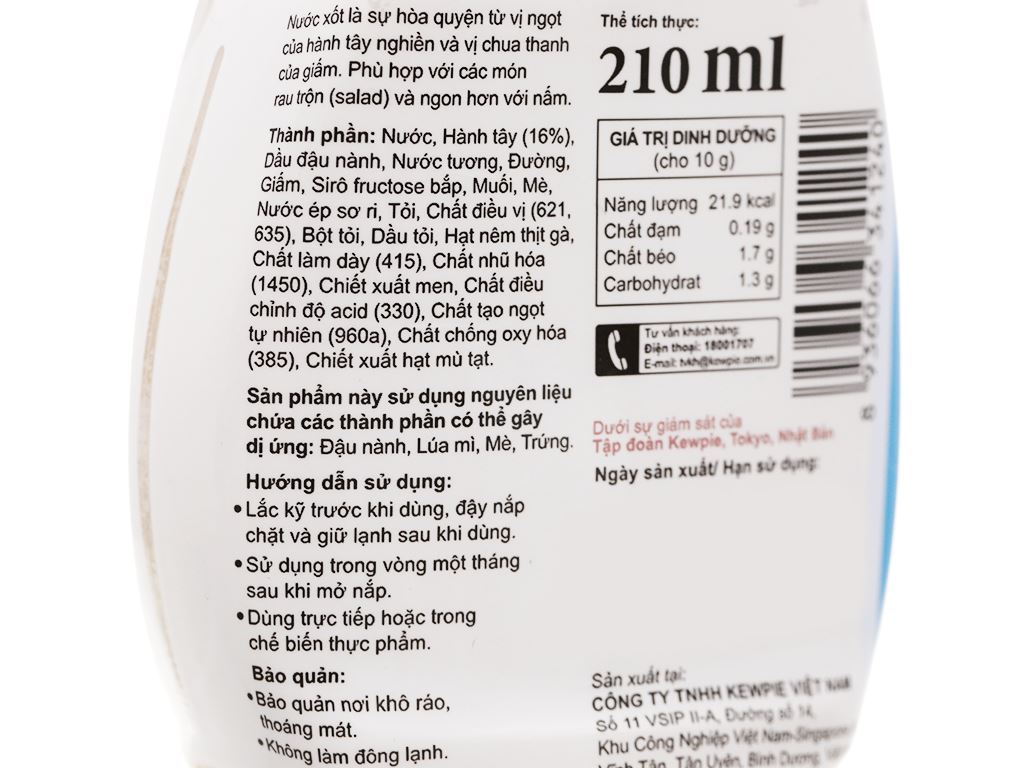 Nước xốt là sự hòa quyện từ vị ngọt
của hành tây nghiền và vị chua thanh
của giấm. Phù hợp với các món
rau trộn (salad) và ngon hơn với nấm.
Thành phần: Nước, Hành tây (16%),
Dầu đậu nành, Nước tương, Đường,
Giấm, Sirô fructose bắp, Muối, Mè,
Nước ép sơ ri, Tỏi, Chất điều vị (621,
635), Bột tỏi, Dầu tỏi, Hạt nêm thịt gà,
Chất làm dày (415), Chất nhũ hóa
(1450), Chiết xuất men, Chất điều
chỉnh độ acid (330), Chất tạo ngọt
tự nhiên (960a), Chất chống oxy hóa
(385), Chiết xuất hạt mù tạt.
Sản phẩm này sử dụng nguyên liệu
chứa các thành phần có thể gây
dị ứng: Đậu nành, Lúa mì, Mè, Trứng.
Hướng dẫn sử dụng:
•Lắc kỹ trước khi dùng, đậy nắp
chặt và giữ lạnh sau khi dùng.
•Sử dụng trong vòng một tháng
sau khi mở nắp.
•Dùng trực tiếp hoặc trong
chế biến thực phẩm.
Bảo quản:
•Bảo quản nơi khô ráo,
thoáng mát.
•Không làm đông lạnh.
Thể tích thực:
210 ml
GIÁ TRỊ DINH DƯỠNG
(cho 10 g)
Năng lượng 21.9 kcal
Chất đạm 0.19 g
Chất béo 1.7 g
Carbohydrat 1.3 g
Tư vấn khách hàng:
Điện thoại: 18001707
E-mail: tvkh@kewpie.com.vn
Dưới sự giám sát của
Tập đoàn Kewpie, Tokyo, Nhật Bản
Ngày sản xuất/ Hạn sử dụng:
Sản xuất tại:
CÔNG TY TNHH KEWPIE VIỆT NAM
Số 11 VSIP II-A, Đường số 14,
Khu Công Nghiệp Việt Nam-Singapore
Vĩnh Tân, Tân Uyên, Bình Dương,